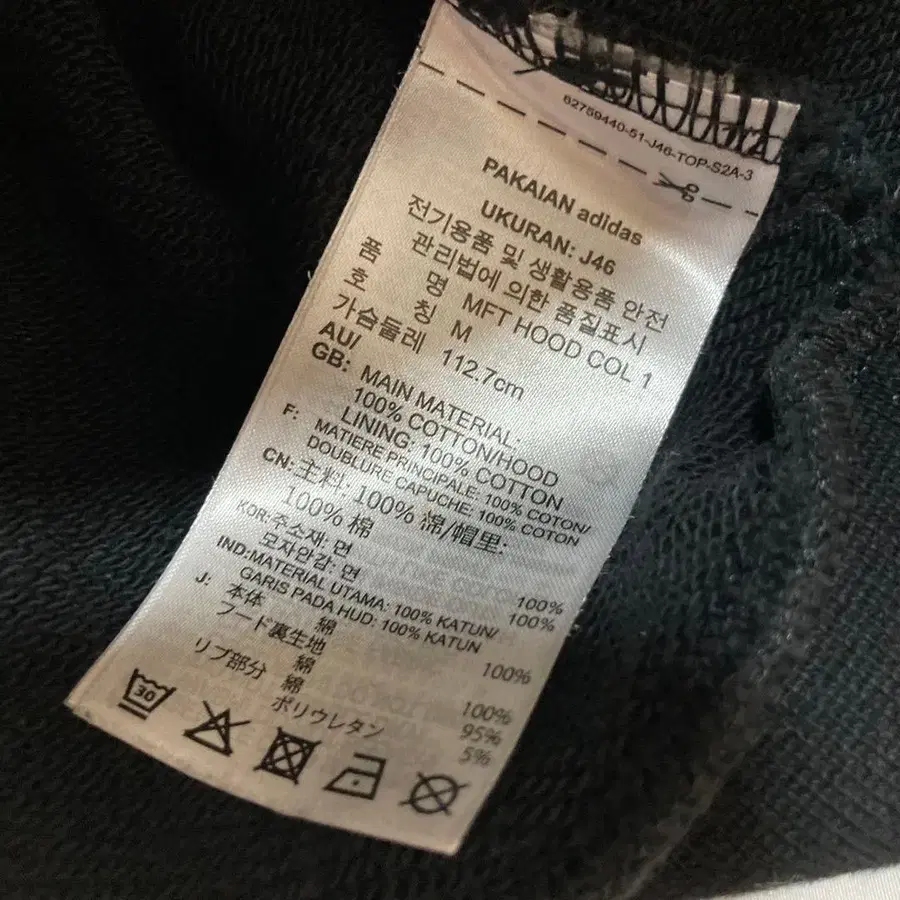 62759440-51-J46-TOP-S2A-3
PAKAIAN adidas
UKURAN: J46
전기용품 및 생활용품 안전
관리법에 의한 품질표시
품 명 MFT HOOD COL 1
호 칭 M
가슴둘레 112.7cm
AU/
GB: MAIN MATERIAL:
100% COTTON/HOOD
LINING: 100% COTTON
F: MATIERE PRINCIPALE: 100% COTON/
DOUBLURE CAPUCHE: 100% COTON
CN: 主料: 100% 棉/帽里:
100% 棉
KOR: 주소재: 면 100%
모자안감: 면 100%
IND: MATERIAL UTAMA: 100% KATUN/
GARIS PADA HUD: 100% KATUN
J: 本体 綿 100%
フード裏生地
綿 100%
リブ部分 綿 95%
ポリウレタン 5%
30